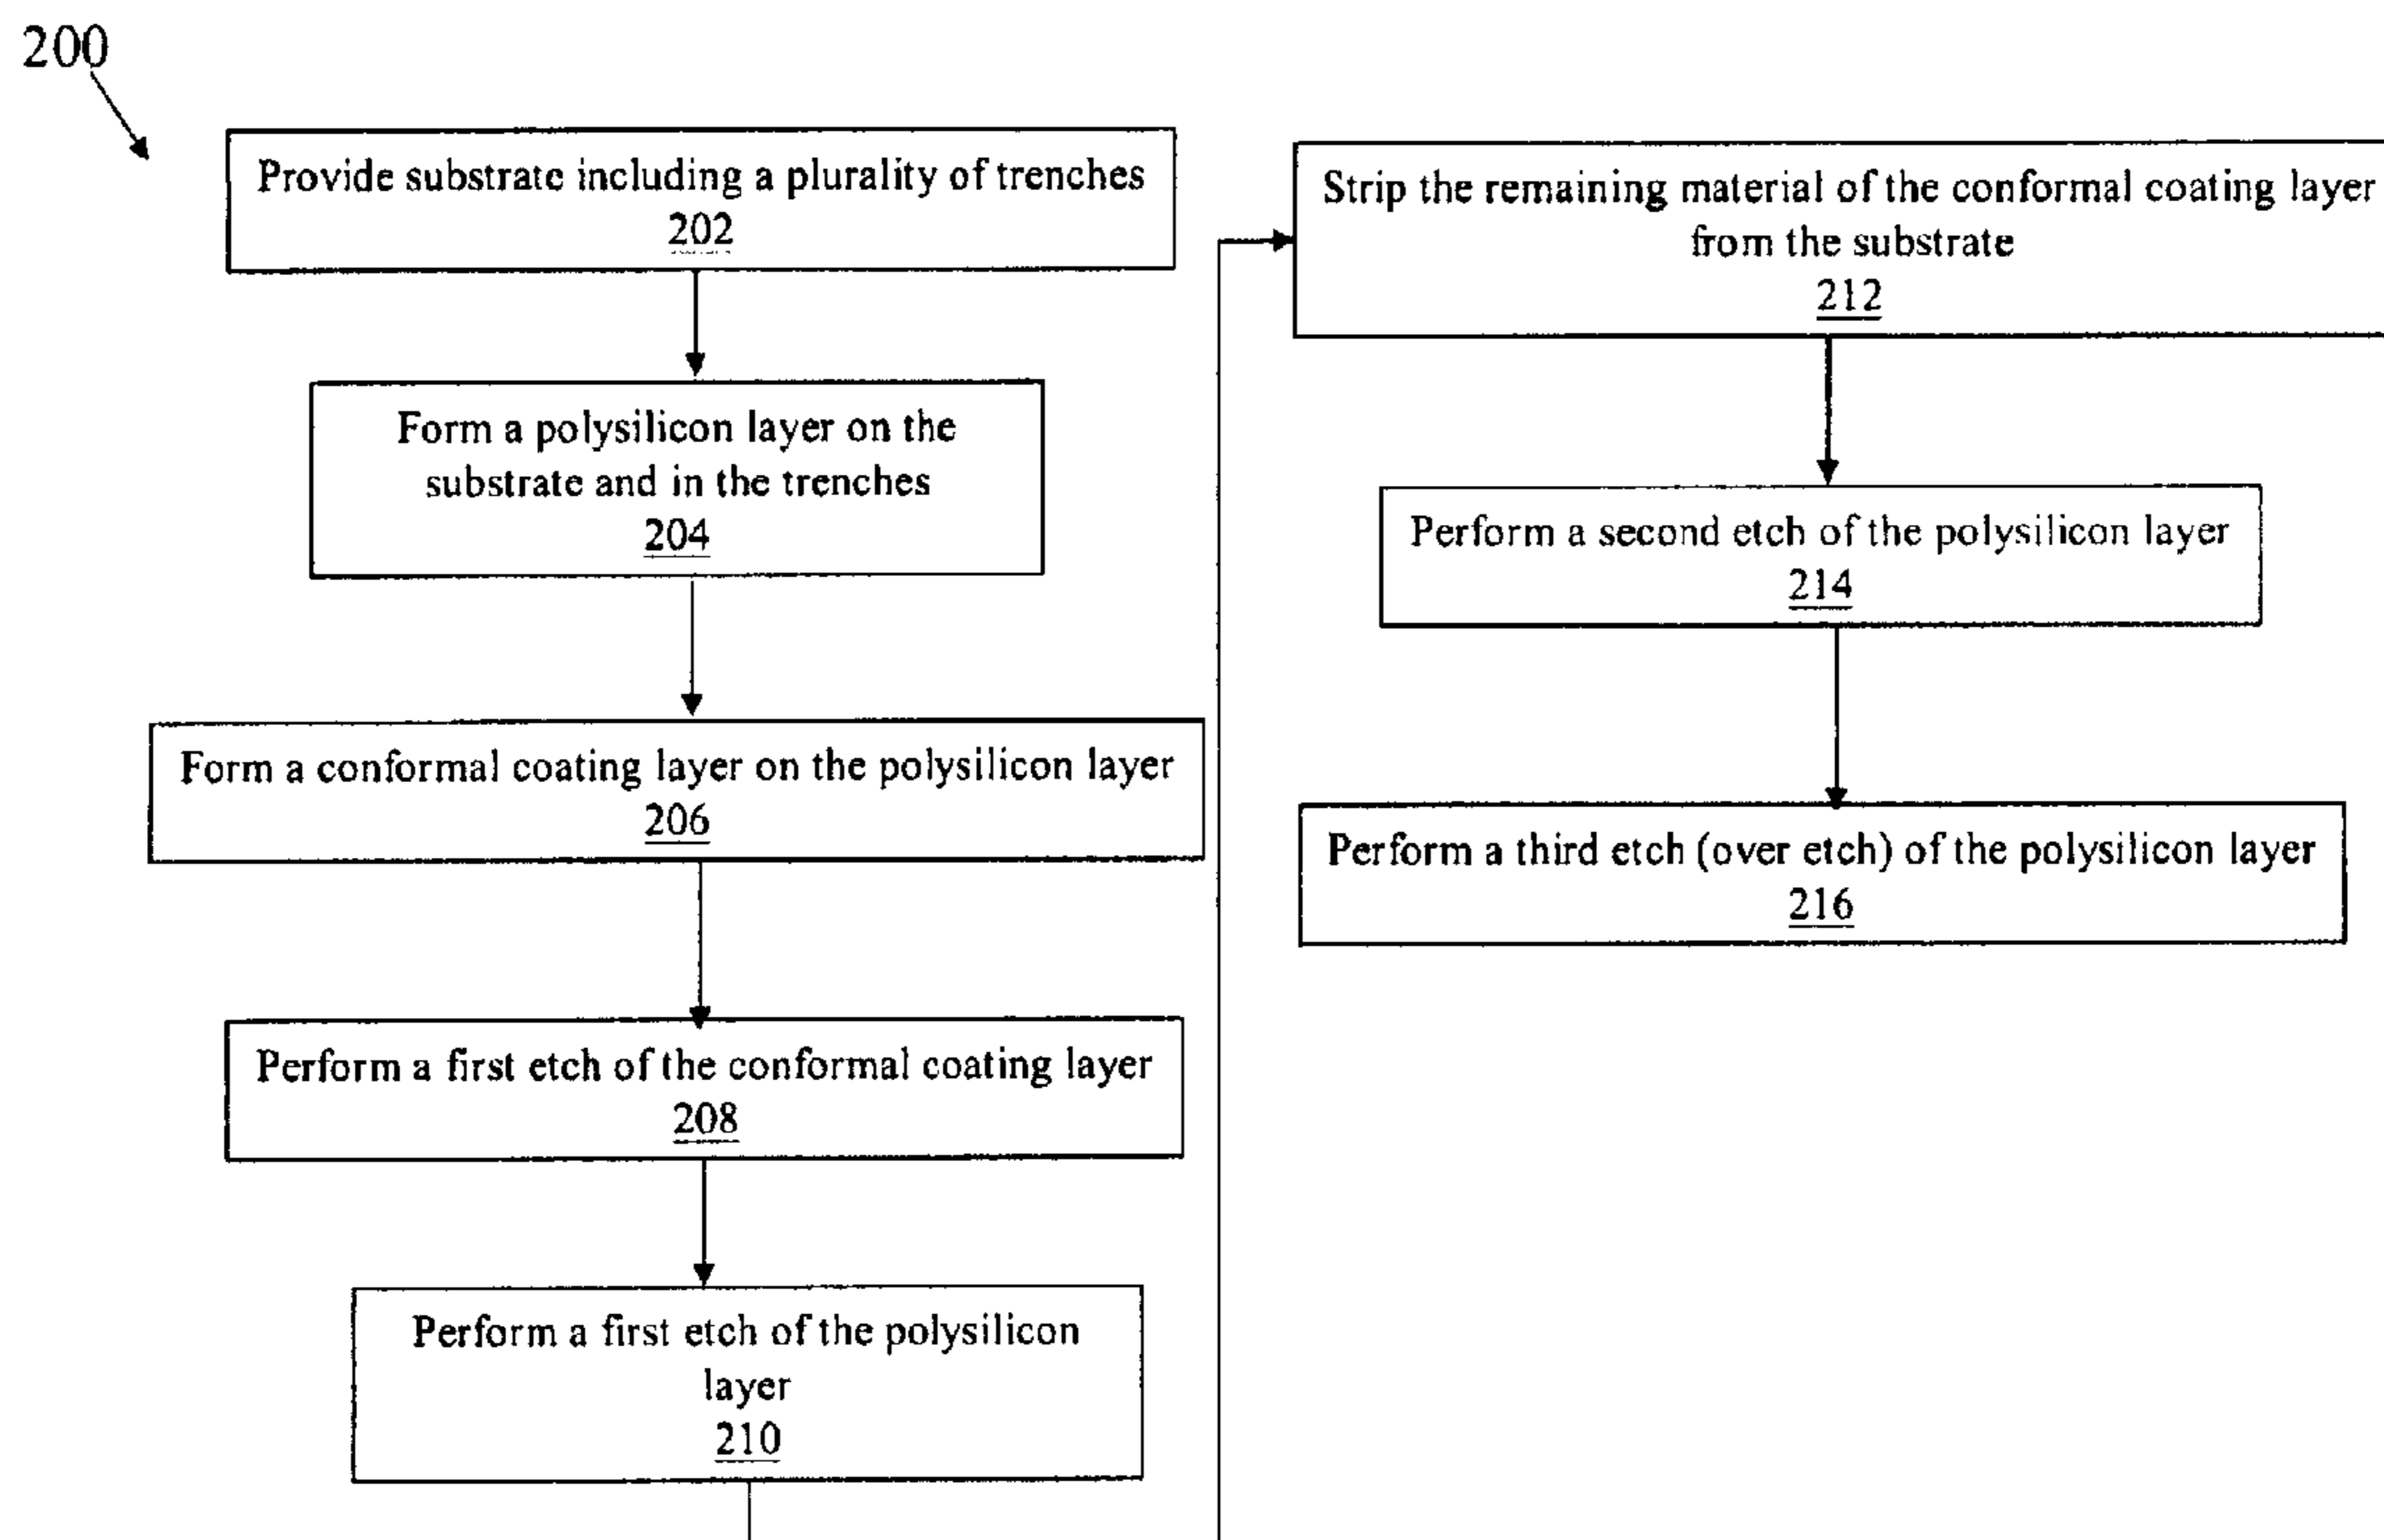 200
Provide substrate including a plurality of trenches
202
Form a polysilicon layer on the
substrate and in the trenches
204
Form a conformal coating layer on the polysilicon layer
206
Perform a first etch of the conformal coating layer
208
Perform a first etch of the polysilicon
layer
210
Strip the remaining material of the conformal coating layer
from the substrate
212
Perform a second etch of the polysilicon layer
214
Perform a third etch (over etch) of the polysilicon layer
216